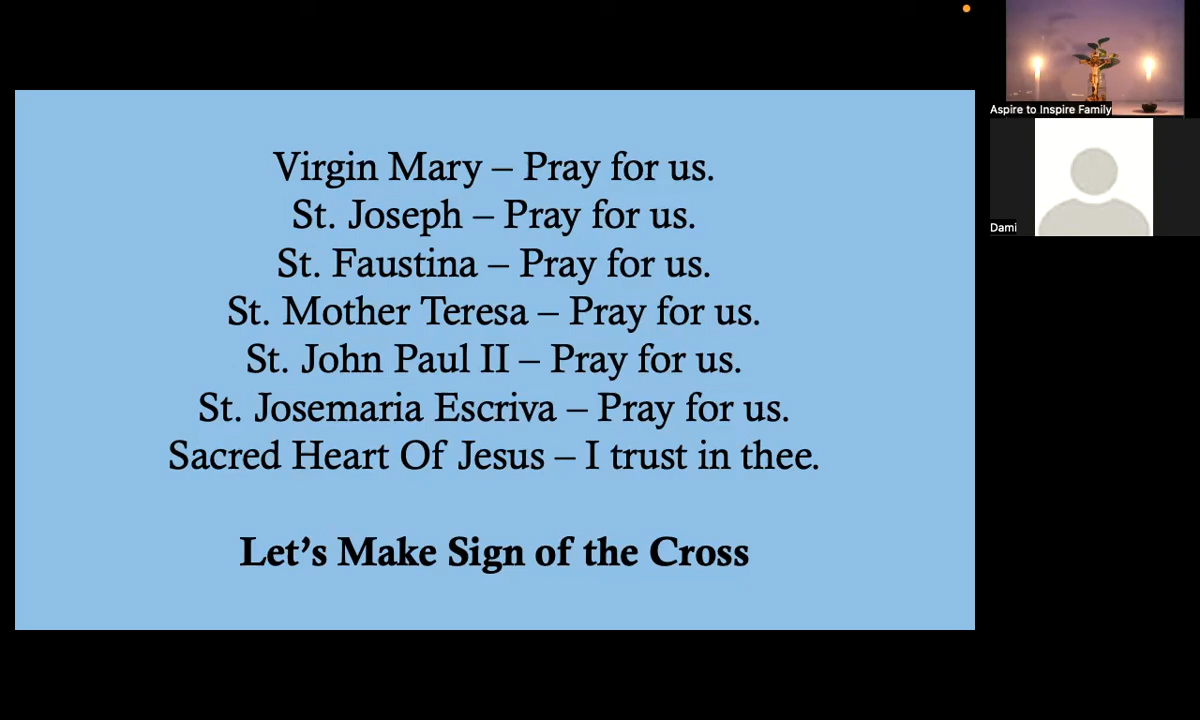 Virgin Mary – Pray for us.
St. Joseph – Pray for us.
St. Faustina – Pray for us.
St. Mother Teresa – Pray for us.
St. John Paul II – Pray for us.
St. Josemaria Escriva – Pray for us.
Sacred Heart Of Jesus – I trust in thee.
Let’s Make Sign of the Cross
Aspire to Inspire Family
Dami